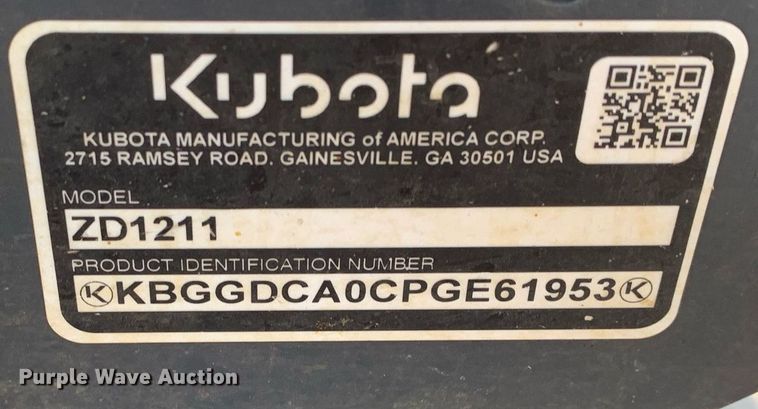 Kubota
KUBOTA MANUFACTURING of AMERICA CORP.
2715 RAMSEY ROAD. GAINESVILLE. GA 30501 USA
MODEL
ZD1211
PRODUCT IDENTIFICATION NUMBER
K KBGGDCA0CPGE61953 K
Purple Wave Auction